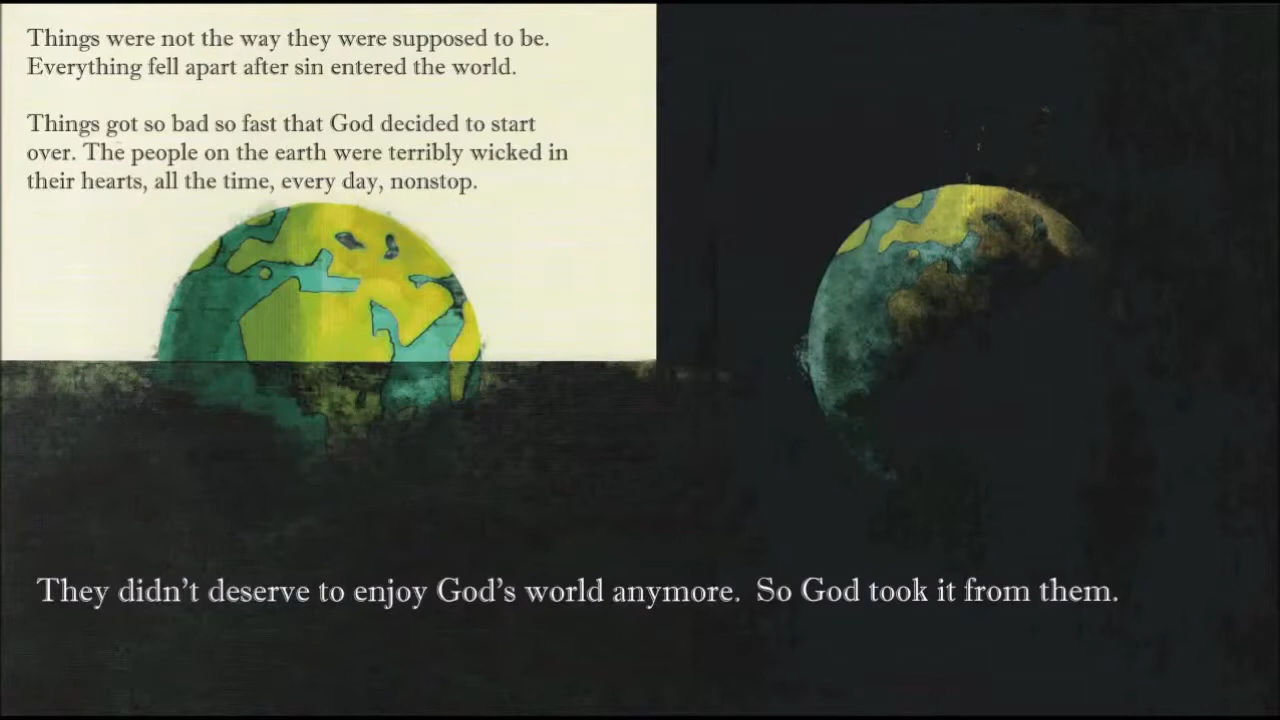 Things were not the way they were supposed to be.
Everything fell apart after sin entered the world.
Things got so bad so fast that God decided to start
over. The people on the earth were terribly wicked in
their hearts, all the time, every day, nonstop.
They didn't deserve to enjoy God's world anymore.  So God took it from them.